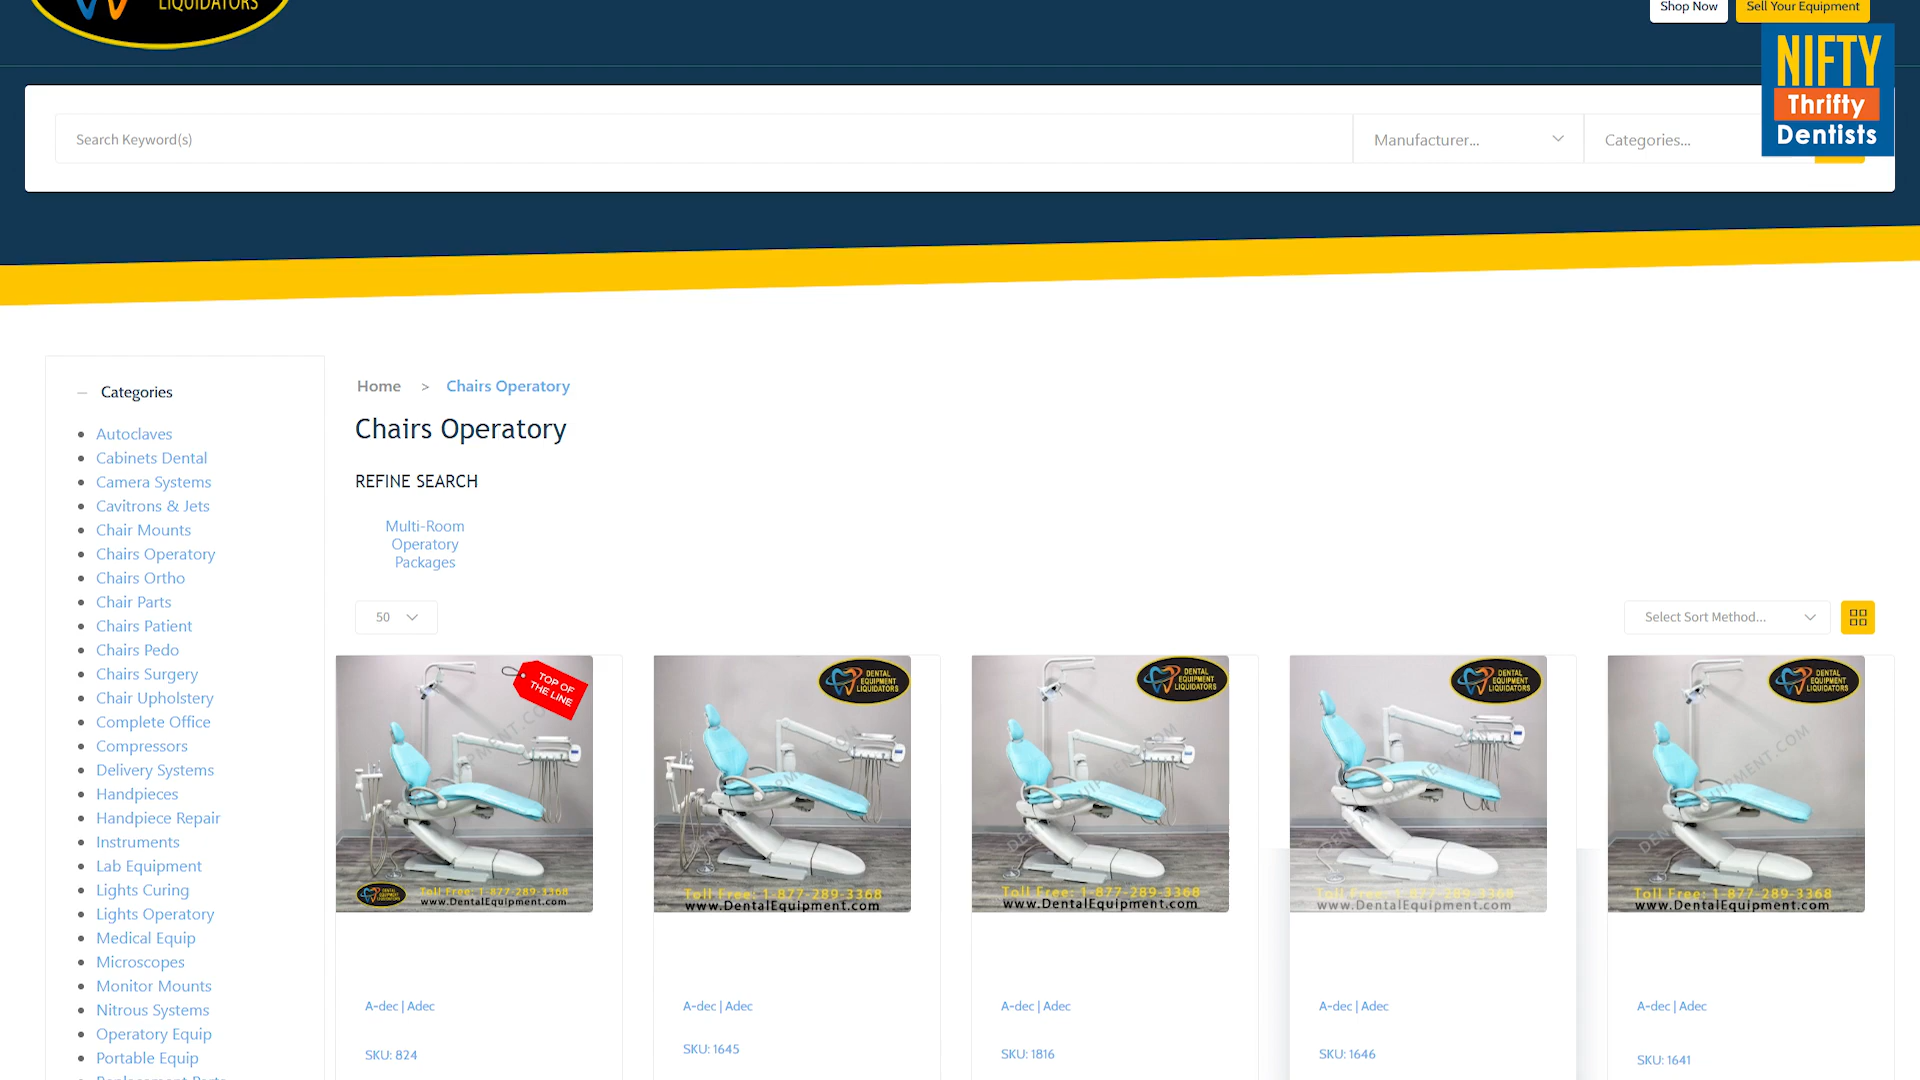 LIQUIDATORS
Shop Now
Sell Your Equipment
NIFTY
Thrifty
Dentists
Search Keyword(s)
Manufacturer...
Categories...
Categories
Autoclaves
Cabinets Dental
Camera Systems
Cavitrons & Jets
Chair Mounts
Chairs Operatory
Chairs Ortho
Chair Parts
Chairs Patient
Chairs Pedo
Chairs Surgery
Chair Upholstery
Complete Office
Compressors
Delivery Systems
Handpieces
Handpiece Repair
Instruments
Lab Equipment
Lights Curing
Lights Operatory
Medical Equip
Microscopes
Monitor Mounts
Nitrous Systems
Operatory Equip
Portable Equip
Home > Chairs Operatory
Chairs Operatory
REFINE SEARCH
Multi-Room
Operatory
Packages
50
Select Sort Method...
TOP OF
THE LINE
DENTAL
EQUIPMENT
LIQUIDATORS
Toll Free: 1-877-289-3368
www.DentalEquipment.com
A-dec | Adec
SKU: 824
DENTAL
EQUIPMENT
LIQUIDATORS
Toll Free: 1-877-289-3368
www.DentalEquipment.com
A-dec | Adec
SKU: 1645
DENTAL
EQUIPMENT
LIQUIDATORS
Toll Free: 1-877-289-3368
www.DentalEquipment.com
A-dec | Adec
SKU: 1816
DENTAL
EQUIPMENT
LIQUIDATORS
Toll Free: 1-877-289-3368
www.DentalEquipment.com
A-dec | Adec
SKU: 1646
DENTAL
EQUIPMENT
LIQUIDATORS
DENTALEQUIPMENT.COM
Toll Free: 1-877-289-3368
www.DentalEquipment.com
A-dec | Adec
SKU: 1641